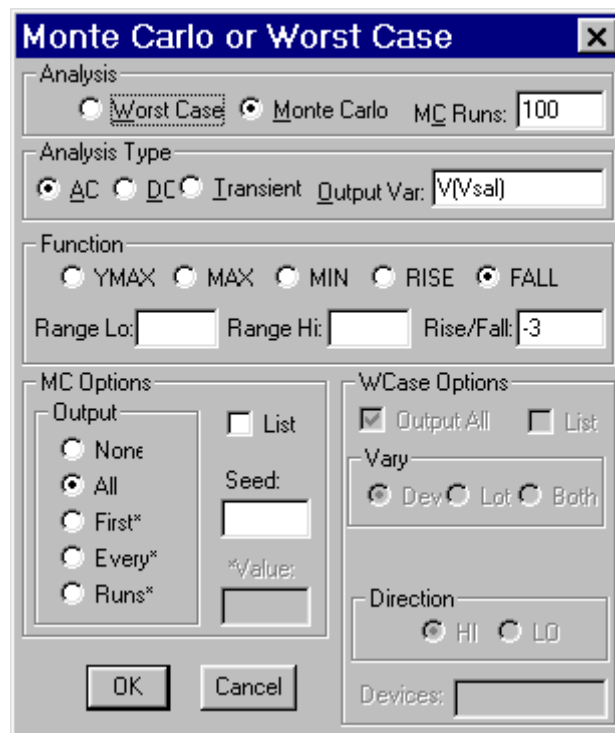 Monte Carlo or Worst Case
Analysis
Worst Case Monte Carlo MC Runs: 100
Analysis Type
AC DC Transient Output Var: V(Vsal)
Function
YMAX MAX MIN RISE FALL
Range Lo: Range Hi: Rise/Fall: -3
MC Options
Output
None
All
First*
Every*
Runs*
List
Seed:
*Value:
WCase Options
Output All List
Vary
Dev Lot Both
Direction
HI LO
Devices:
OK Cancel